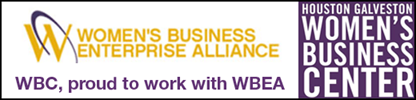 WOMEN'S BUSINESS
ENTERPRISE ALLIANCE
WBC, proud to work with WBEA
HOUSTON GALVESTON
WOMEN'S
BUSINESS
CENTER